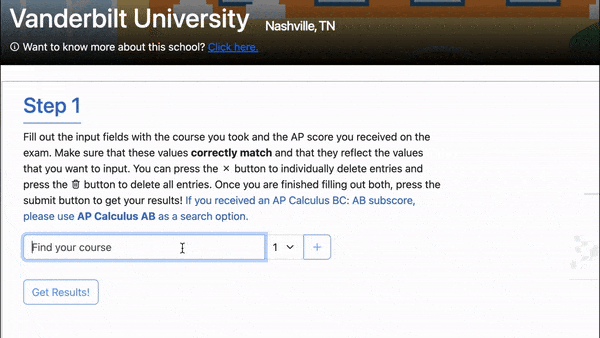 Vanderbilt University Nashville, TN
Want to know more about this school? Click here.
Step 1
Fill out the input fields with the course you took and the AP score you received on the
exam. Make sure that these values correctly match and that they reflect the values
that you want to input. You can press the × button to individually delete entries and
press the button to delete all entries. Once you are finished filling out both, press the
submit button to get your results! If you received an AP Calculus BC: AB subscore,
please use AP Calculus AB as a search option.
Find your course 1 +
Get Results!